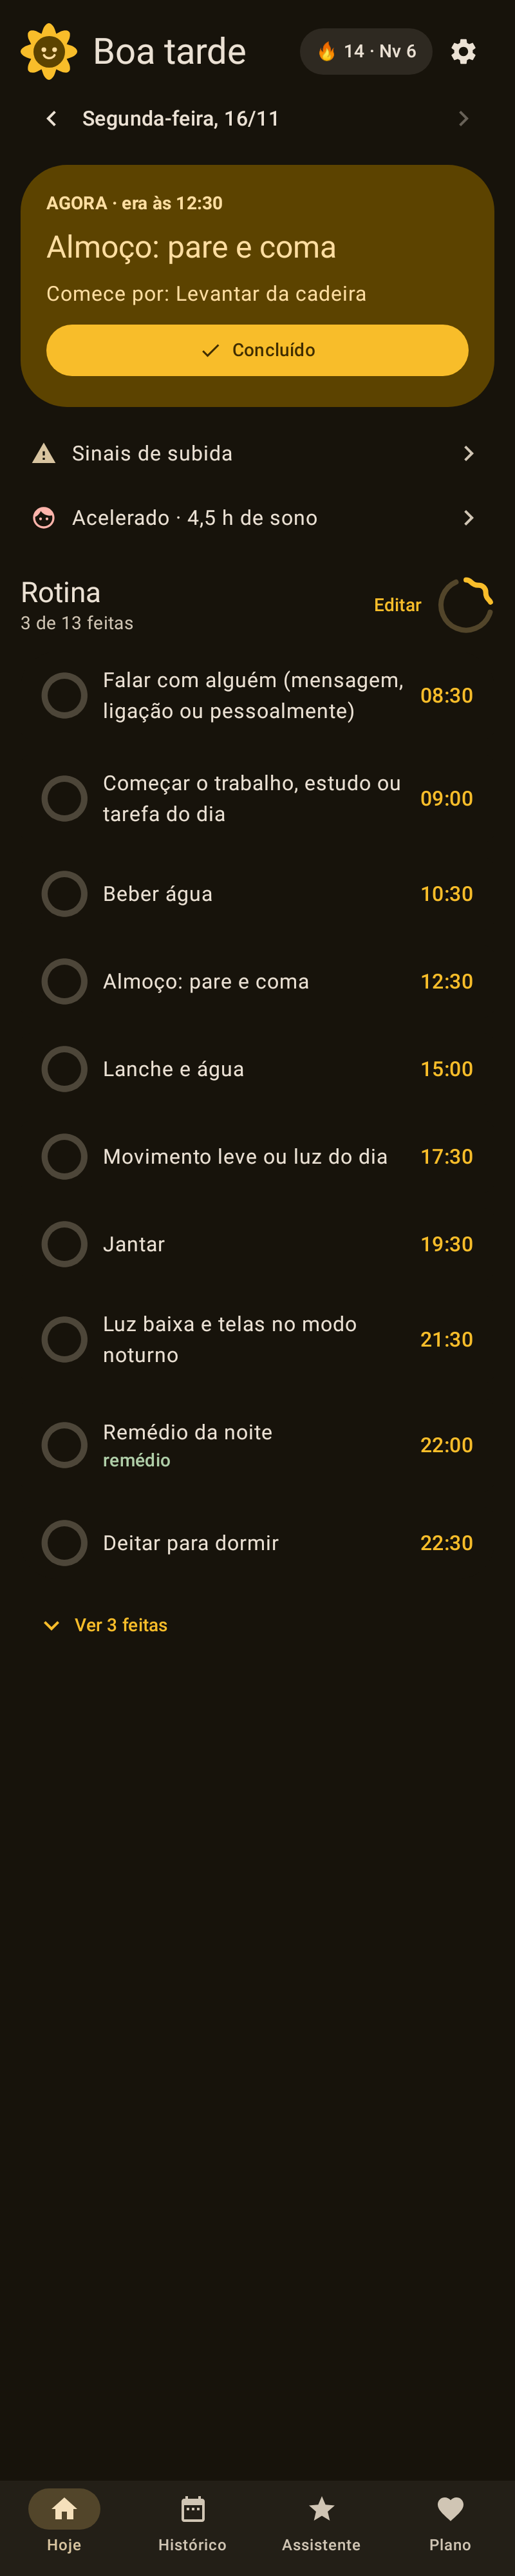 Boa tarde
🔥 14 · Nv 6
Segunda-feira, 16/11
AGORA · era às 12:30
Almoço: pare e coma
Comece por: Levantar da cadeira
Concluído
Sinais de subida
Acelerado · 4,5 h de sono
Rotina
3 de 13 feitas
Editar
Falar com alguém (mensagem,
ligação ou pessoalmente)
08:30
Começar o trabalho, estudo ou
tarefa do dia
09:00
Beber água
10:30
Almoço: pare e coma
12:30
Lanche e água
15:00
Movimento leve ou luz do dia
17:30
Jantar
19:30
Luz baixa e telas no modo
noturno
21:30
Remédio da noite
remédio
22:00
Deitar para dormir
22:30
Ver 3 feitas
Hoje
Histórico
Assistente
Plano